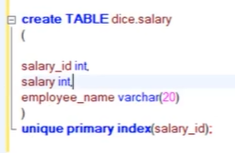 create TABLE dice.salary
(
salary_id int,
salary int,
employee_name varchar(20)
)
unique primary index(salary_id);